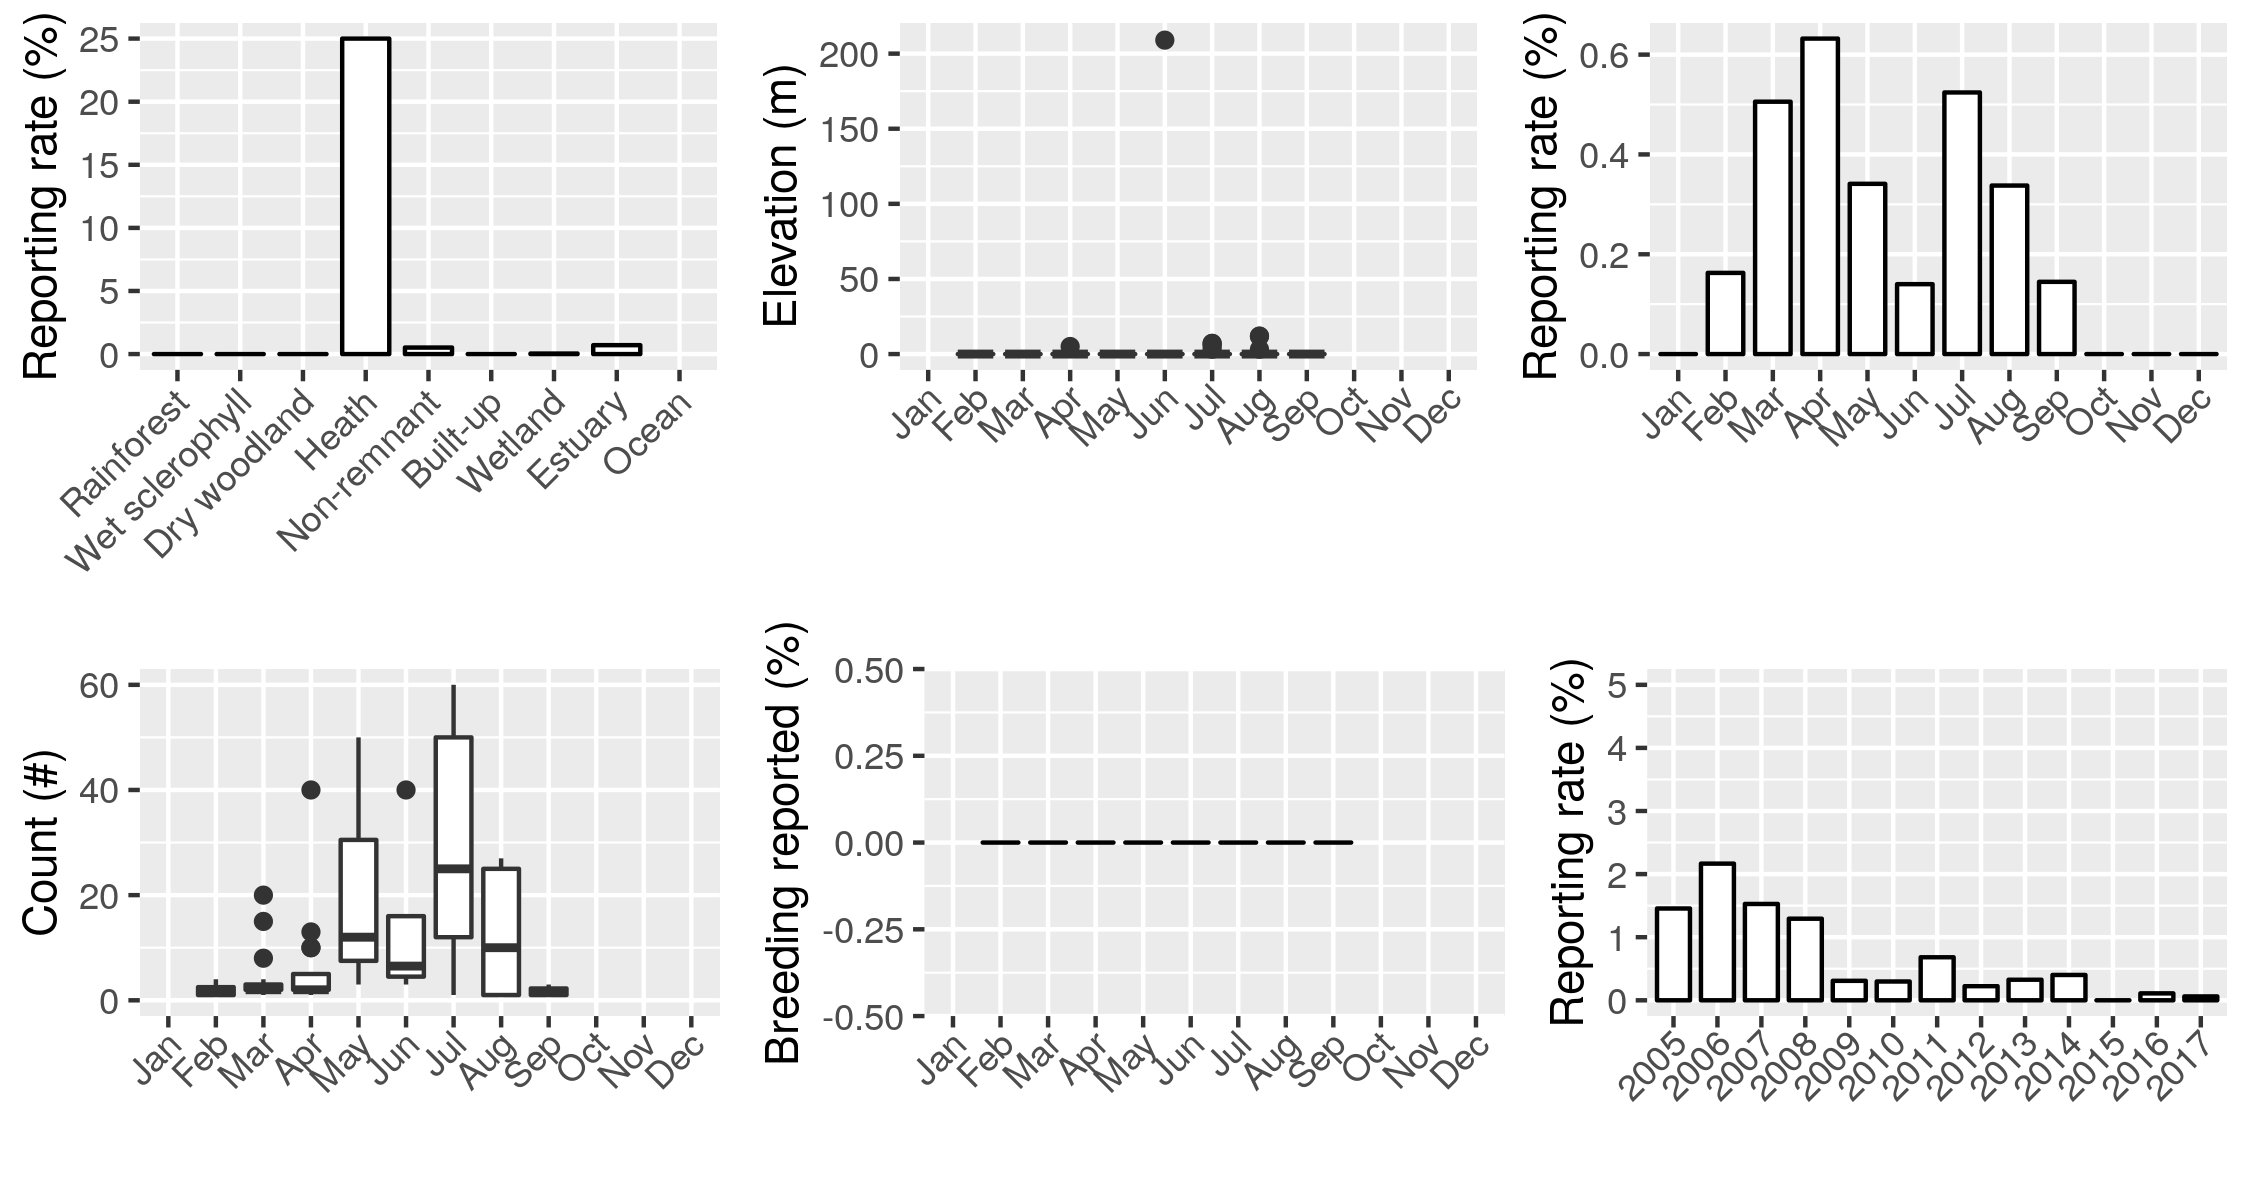 Reporting rate (%)
25
20
15
10
5
0
Rainforest
Wet sclerophyll
Dry woodland
Heath
Non-remnant
Built-up
Wetland
Estuary
Ocean
Elevation (m)
200
150
100
50
0
Jan
Feb
Mar
Apr
May
Jun
Jul
Aug
Sep
Oct
Nov
Dec
Reporting rate (%)
0.6
0.4
0.2
0.0
Jan
Feb
Mar
Apr
May
Jun
Jul
Aug
Sep
Oct
Nov
Dec
Count (#)
60
40
20
0
Jan
Feb
Mar
Apr
May
Jun
Jul
Aug
Sep
Oct
Nov
Dec
Breeding reported (%)
0.50
0.25
0.00
-0.25
-0.50
Jan
Feb
Mar
Apr
May
Jun
Jul
Aug
Sep
Oct
Nov
Dec
Reporting rate (%)
5
4
3
2
1
0
2005
2006
2007
2008
2009
2010
2011
2012
2013
2014
2015
2016
2017